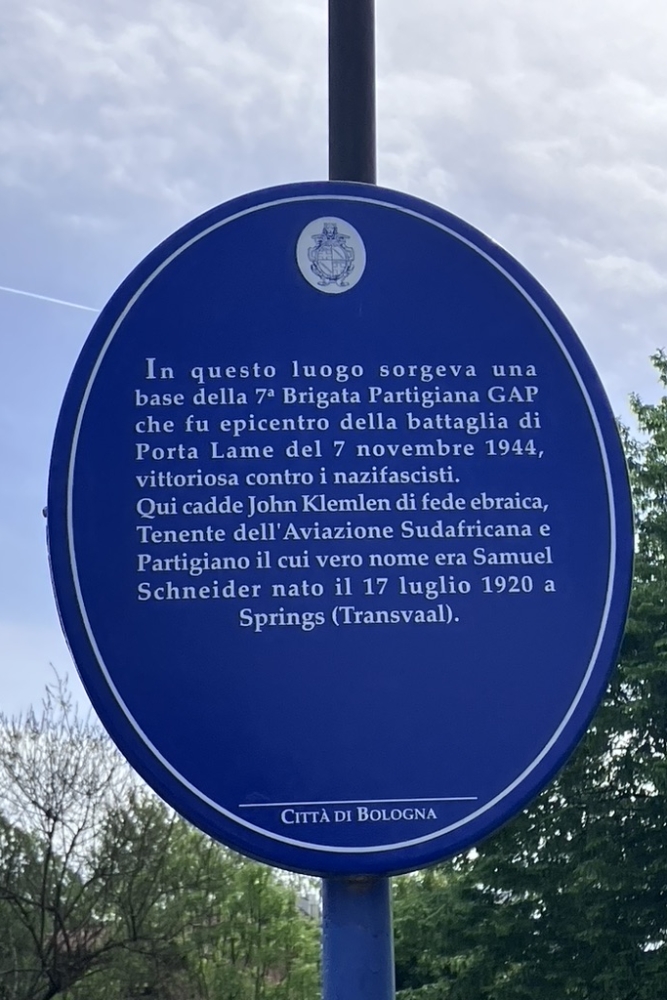 In questo luogo sorgeva una
base della 7ª Brigata Partigiana GAP
che fu epicentro della battaglia di
Porta Lame del 7 novembre 1944,
vittoriosa contro i nazifascisti.
Qui cadde John Klemlen di fede ebraica,
Tenente dell'Aviazione Sudafricana e
Partigiano il cui vero nome era Samuel
Schneider nato il 17 luglio 1920 a
Springs (Transvaal).
CITTÀ DI BOLOGNA